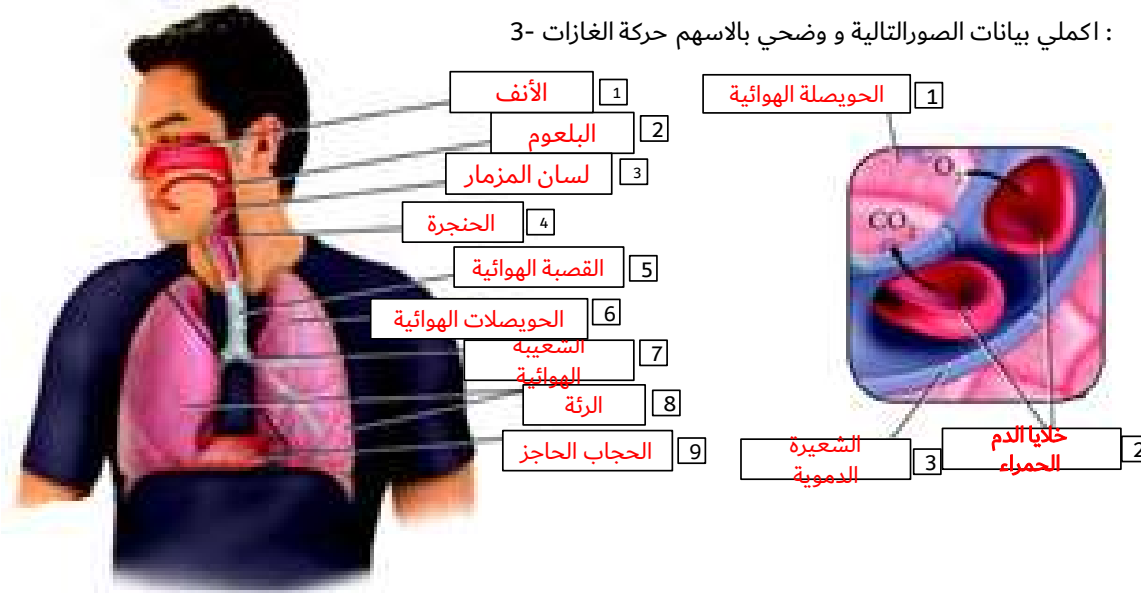 3- اكملي بيانات الصورالتالية و وضحي بالاسهم حركة الغازات :
1 الأنف
2 البلعوم
3 لسان المزمار
4 الحنجرة
5 القصبة الهوائية
6 الحويصلات الهوائية
7 الشعيبة
الهوائية
8 الرئة
9 الحجاب الحاجز
1 الحويصلة الهوائية
O₂
CO₂
2 خلايا الدم
الحمراء
3 الشعيرة
الدموية